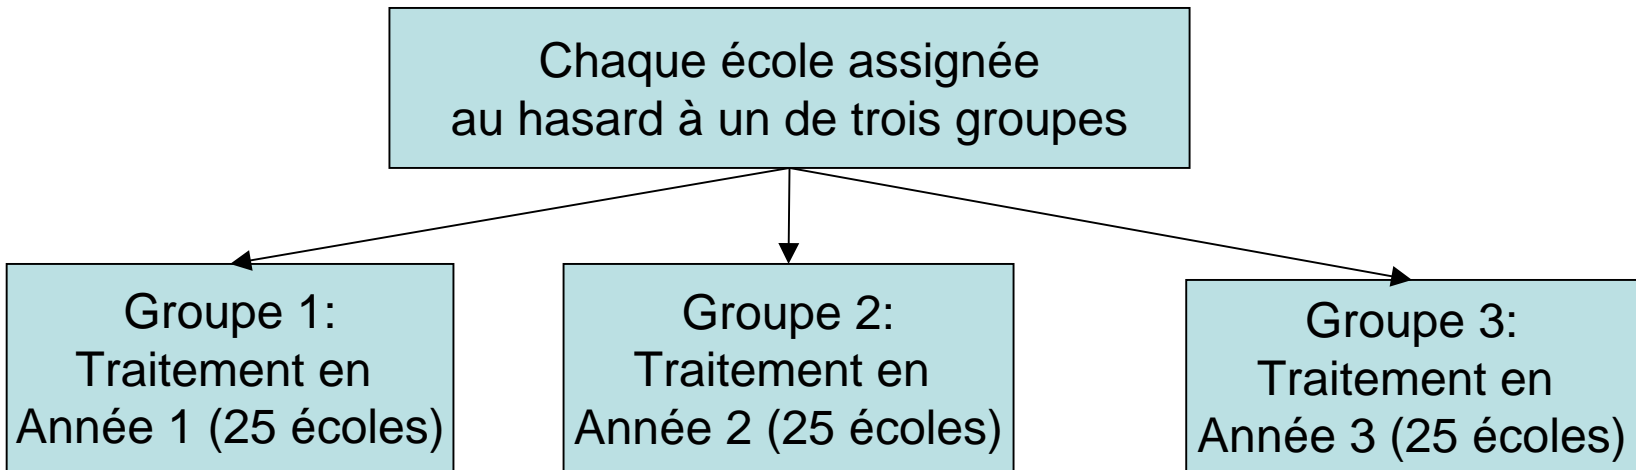 Chaque école assignée
au hasard à un de trois groupes
Groupe 1:
Traitement en
Année 1 (25 écoles)
Groupe 2:
Traitement en
Année 2 (25 écoles)
Groupe 3:
Traitement en
Année 3 (25 écoles)